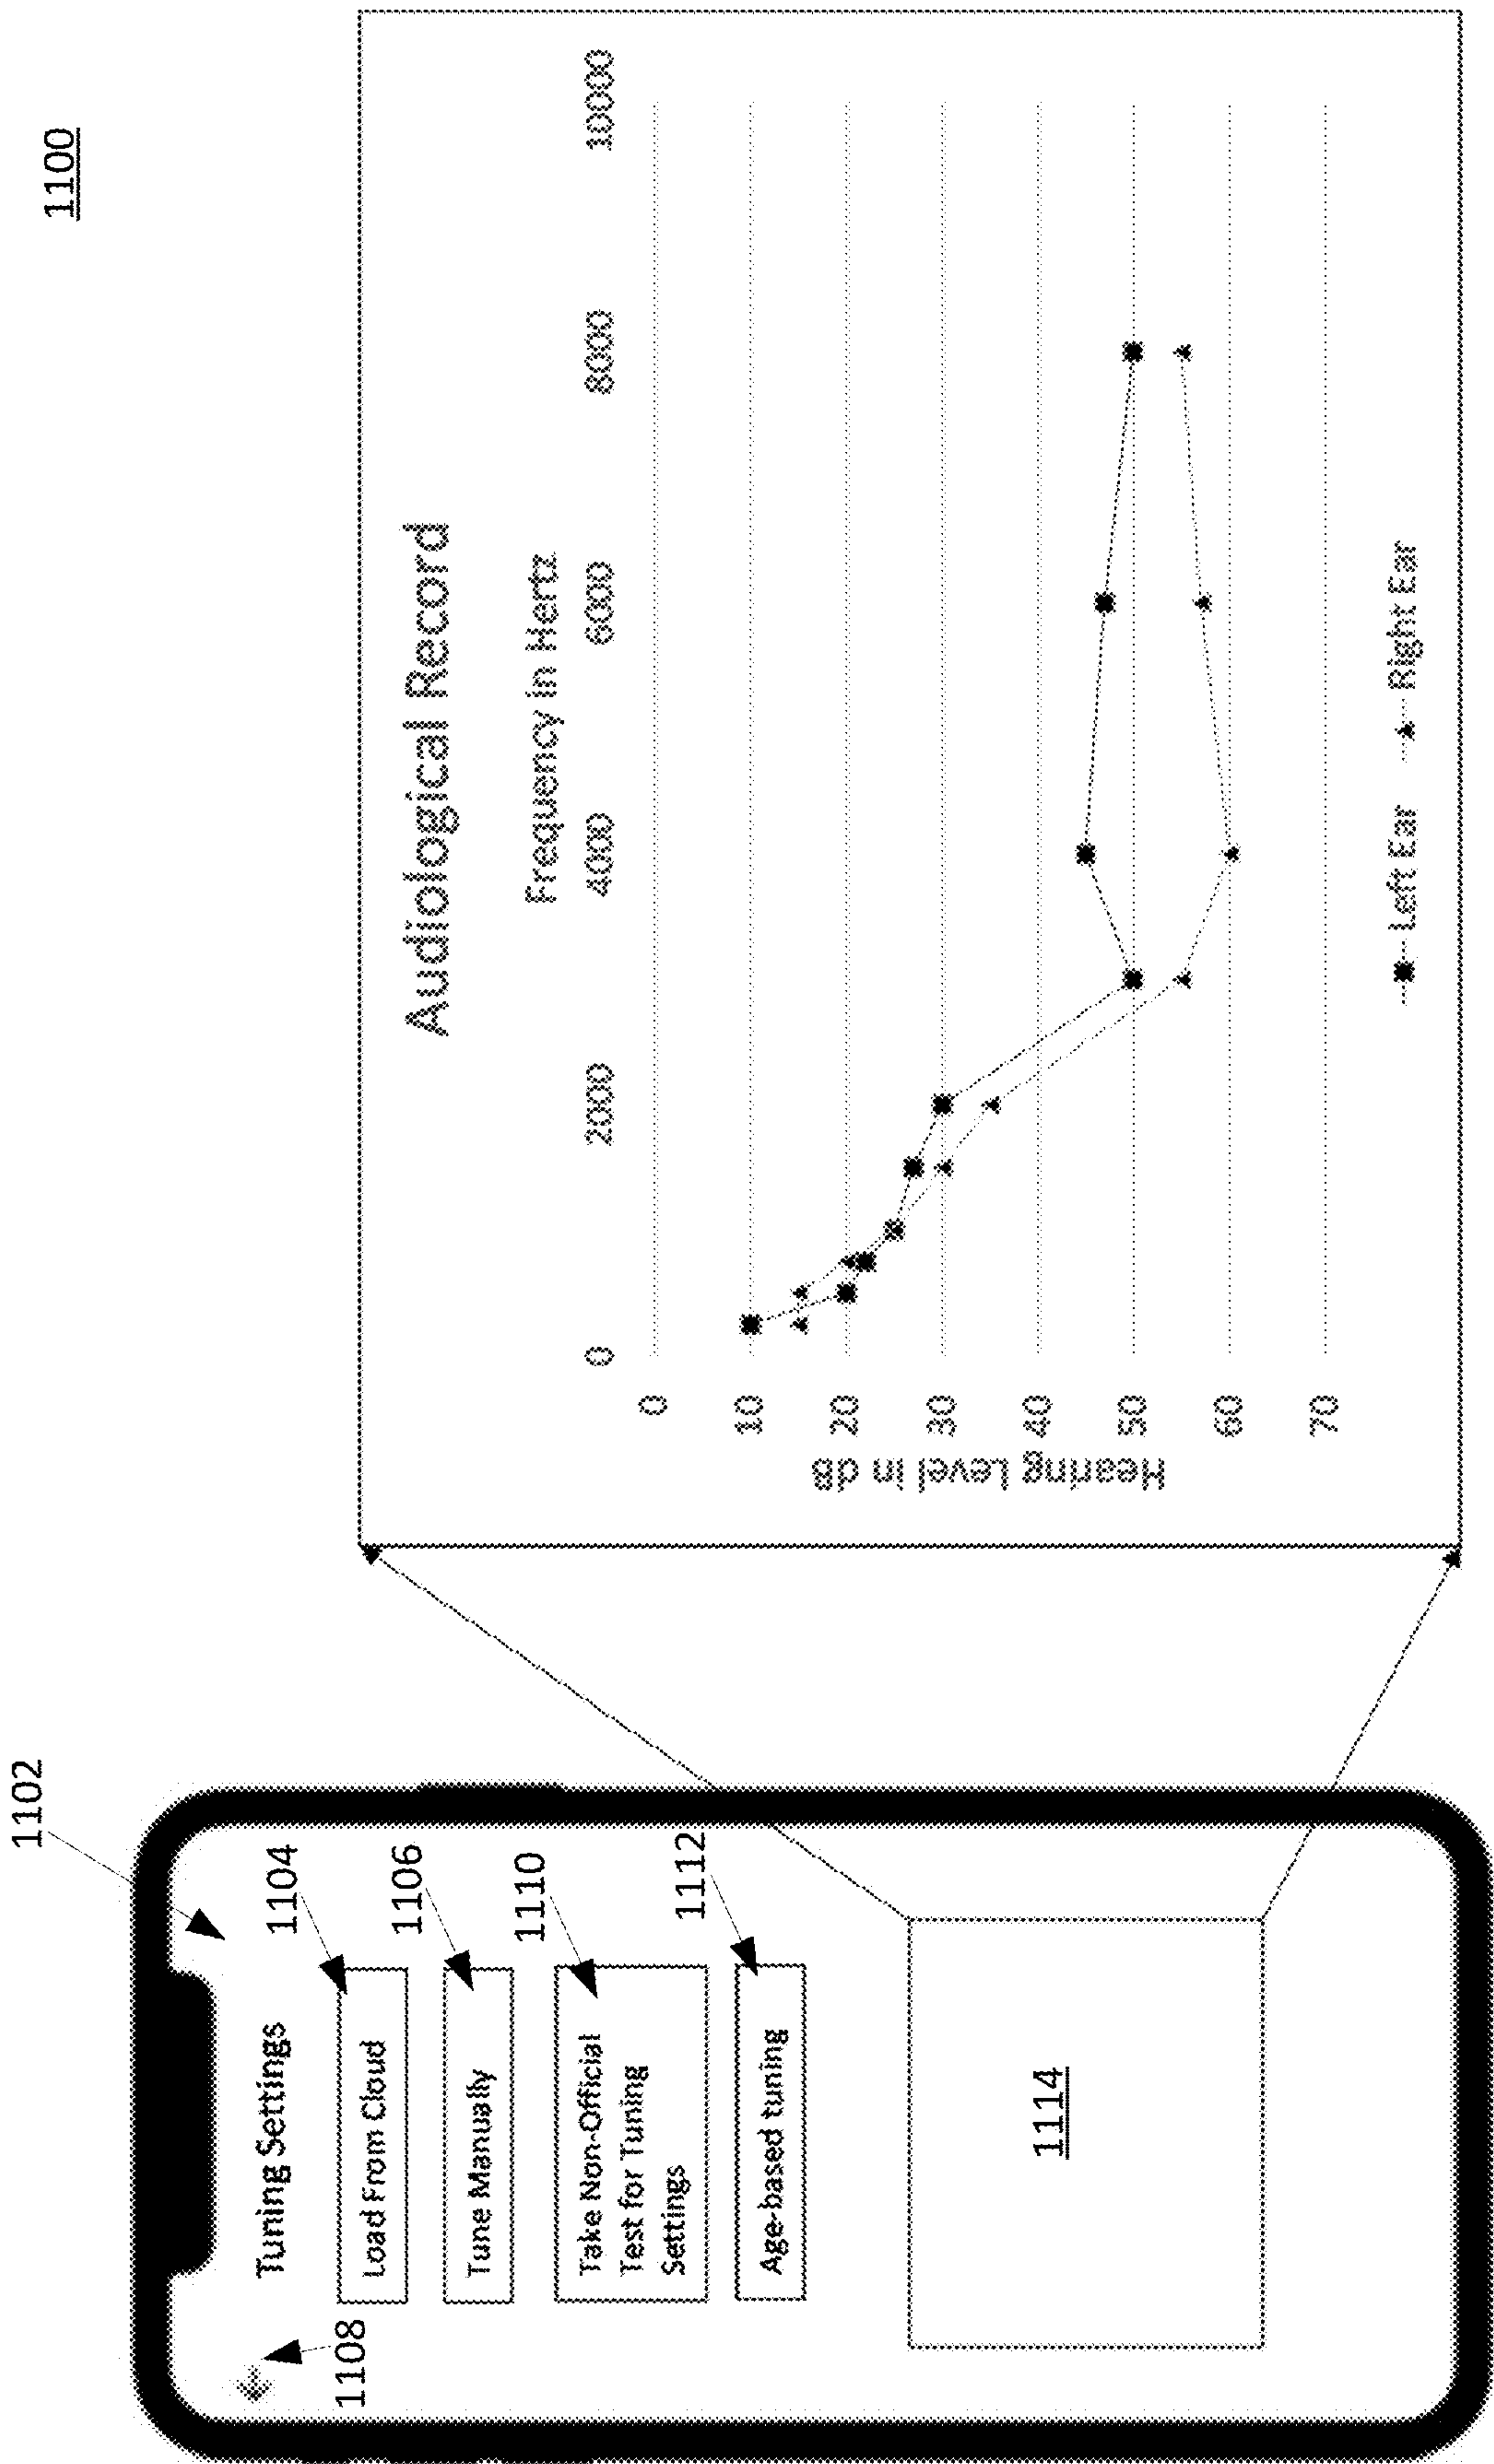 1100
1102
Tuning Settings
1108
Load From Cloud
1104
Tune Manually
1106
Take Non-Official
Test for Tuning
Settings
1110
Age-based tuning
1112
1114
Audiological Record
Frequency in Hertz
0 2000 4000 6000 8000 10000
Hearing Level in dB
0
10
20
30
40
50
60
70
Left Ear Right Ear